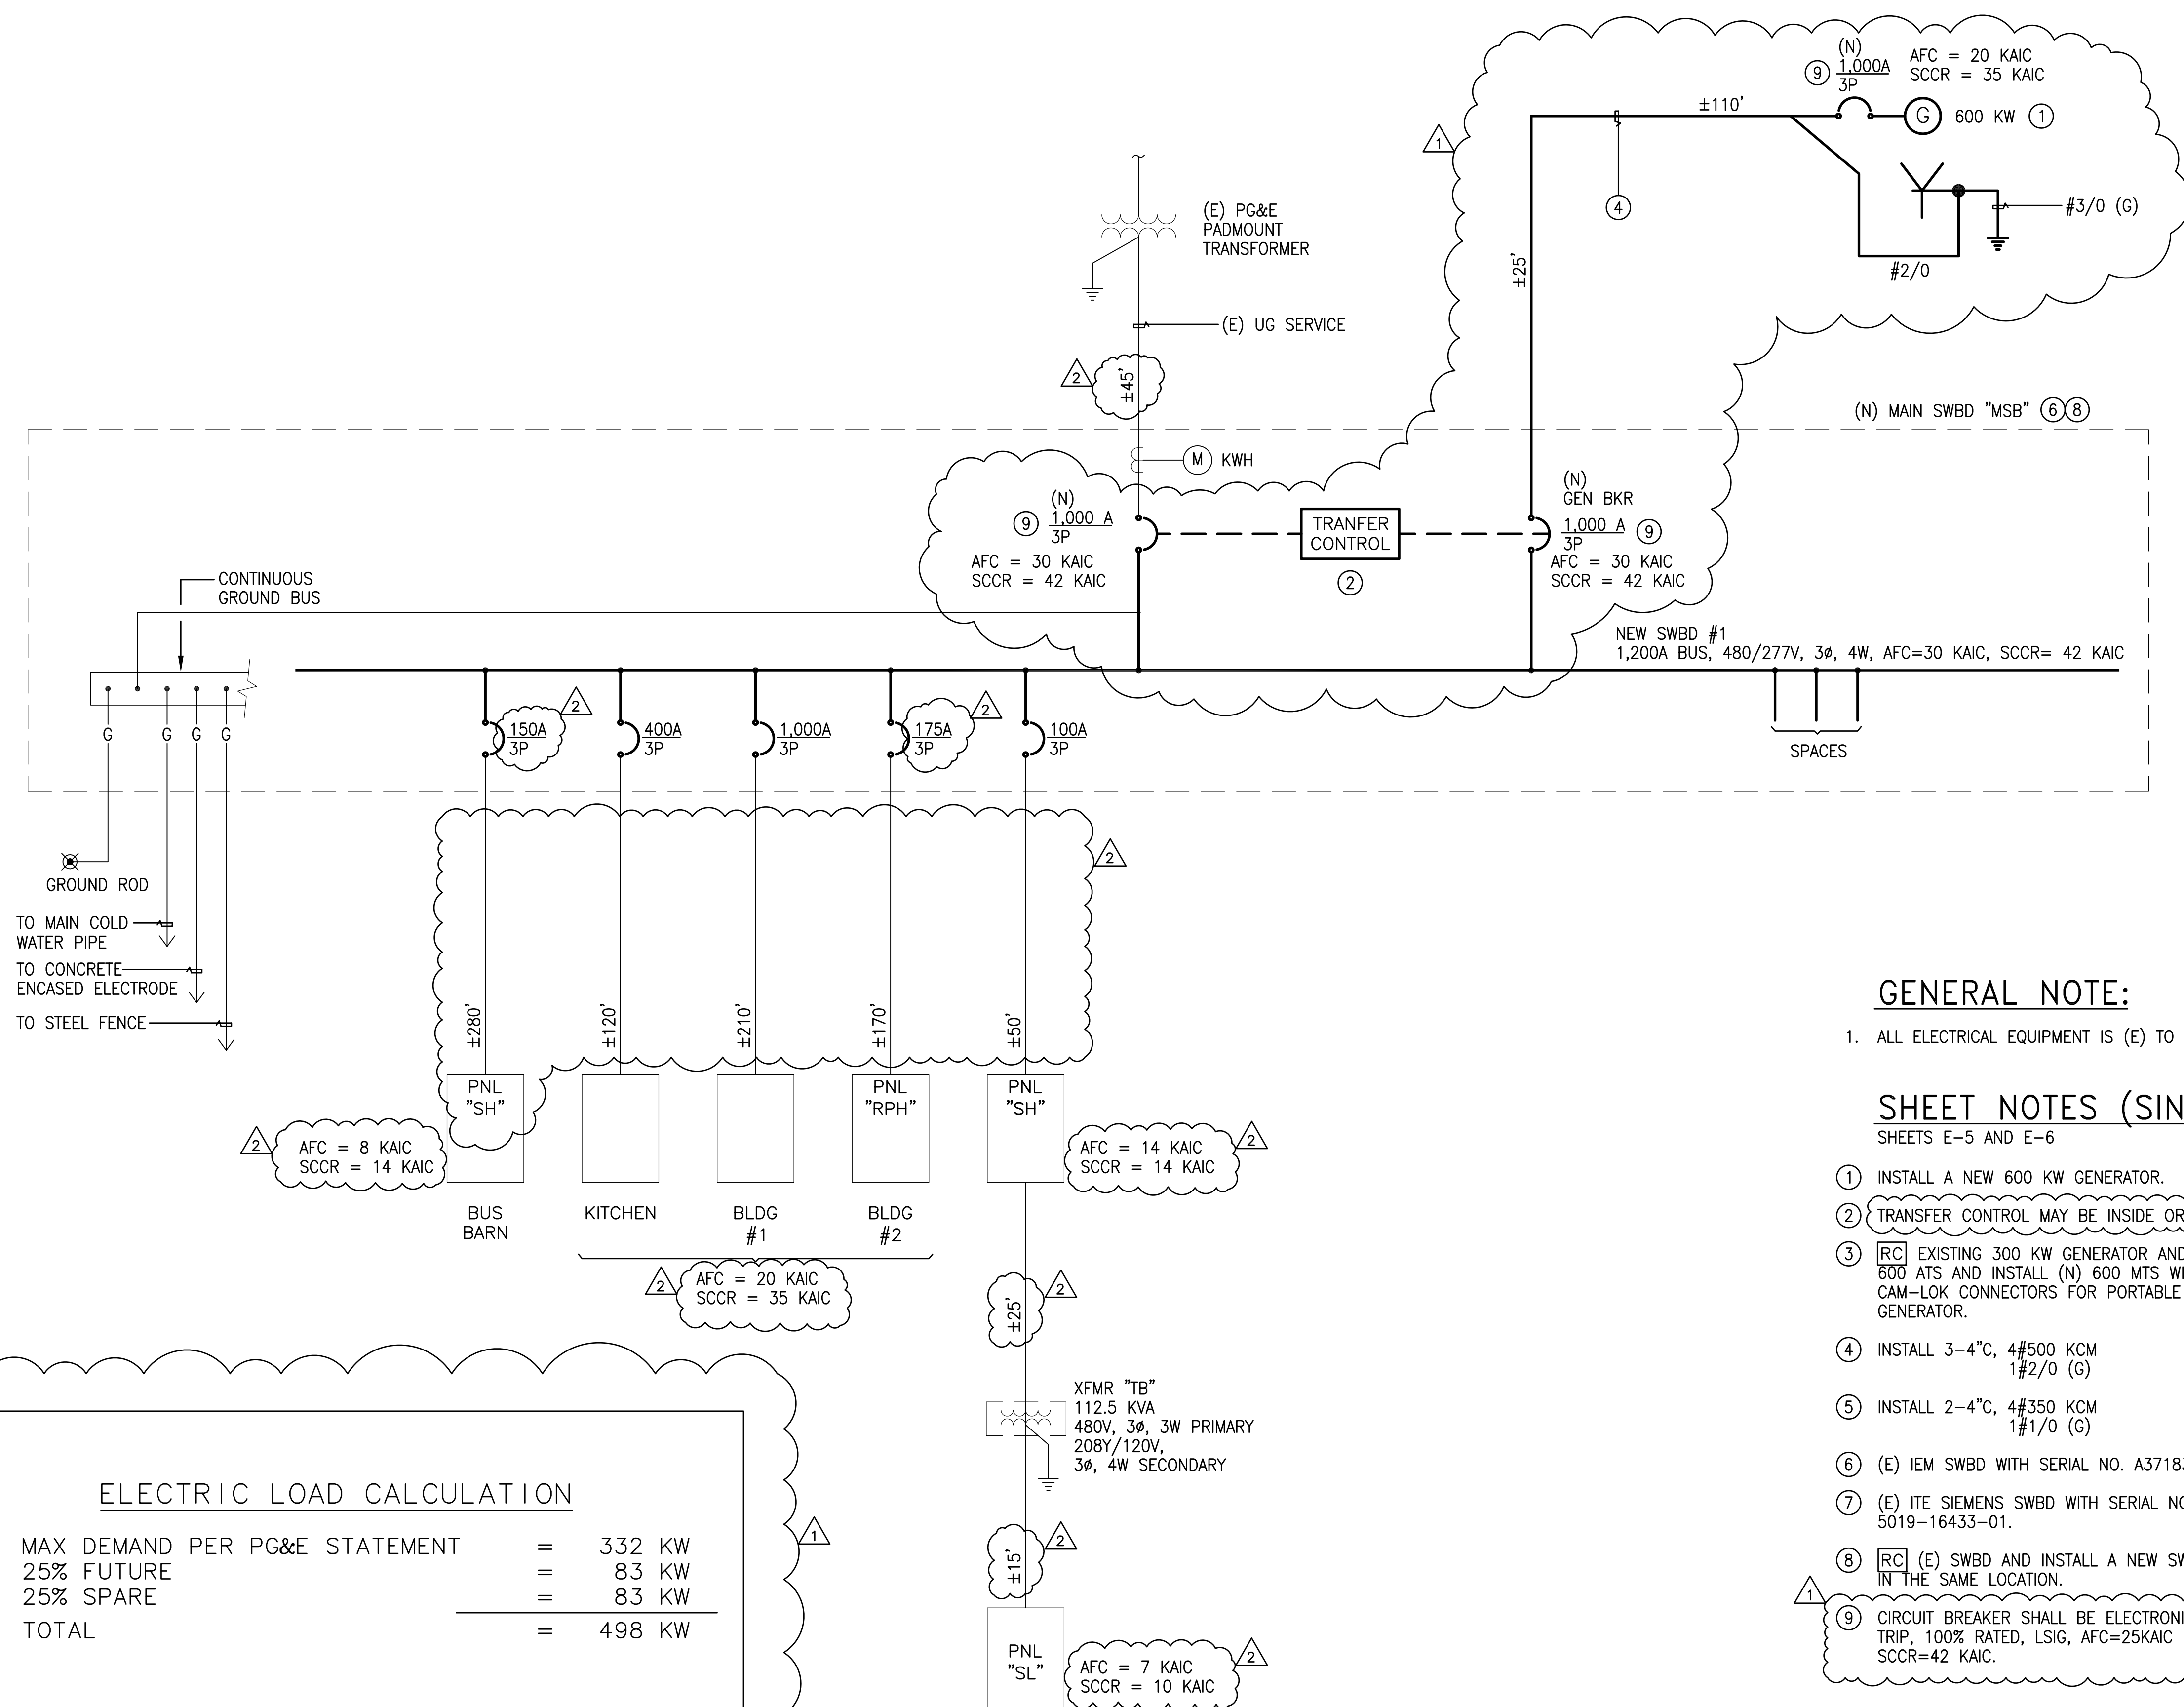 (N)
1,000A
3P
9
AFC = 20 KAIC
SCCR = 35 KAIC
±110'
G
600 KW
1
1
4
#3/0 (G)
#2/0
±25'
(E) PG&E
PADMOUNT
TRANSFORMER
(E) UG SERVICE
2
±45'
(N) MAIN SWBD "MSB"
6
8
M
KWH
(N)
9
1,000 A
3P
AFC = 30 KAIC
SCCR = 42 KAIC
TRANFER
CONTROL
2
(N)
GEN BKR
1,000 A
9
3P
AFC = 30 KAIC
SCCR = 42 KAIC
CONTINUOUS
GROUND BUS
NEW SWBD #1
1,200A BUS, 480/277V, 3ø, 4W, AFC=30 KAIC, SCCR= 42 KAIC
150A
3P
2
400A
3P
1,000A
3P
175A
3P
2
100A
3P
SPACES
G
G
G
G
GROUND ROD
TO MAIN COLD
WATER PIPE
TO CONCRETE
ENCASED ELECTRODE
TO STEEL FENCE
2
±280'
±120'
±210'
±170'
±50'
PNL
"SH"
PNL
"RPH"
PNL
"SH"
2
AFC = 8 KAIC
SCCR = 14 KAIC
AFC = 14 KAIC
SCCR = 14 KAIC
2
BUS
BARN
KITCHEN
BLDG
#1
BLDG
#2
2
AFC = 20 KAIC
SCCR = 35 KAIC
±25'
2
XFMR "TB"
112.5 KVA
480V, 3ø, 3W PRIMARY
208Y/120V,
3ø, 4W SECONDARY
±15'
2
PNL
"SL"
AFC = 7 KAIC
SCCR = 10 KAIC
2
ELECTRIC LOAD CALCULATION
MAX DEMAND PER PG&E STATEMENT = 332 KW
25% FUTURE = 83 KW
25% SPARE = 83 KW
TOTAL = 498 KW
1
GENERAL NOTE:
1. ALL ELECTRICAL EQUIPMENT IS (E) TO
SHEET NOTES (SIN
SHEETS E-5 AND E-6
1 INSTALL A NEW 600 KW GENERATOR.
2 TRANSFER CONTROL MAY BE INSIDE OR
3 RC EXISTING 300 KW GENERATOR AND
600 ATS AND INSTALL (N) 600 MTS WI
CAM-LOK CONNECTORS FOR PORTABLE
GENERATOR.
4 INSTALL 3-4"C, 4#500 KCM
1#2/0 (G)
5 INSTALL 2-4"C, 4#350 KCM
1#1/0 (G)
6 (E) IEM SWBD WITH SERIAL NO. A3718
7 (E) ITE SIEMENS SWBD WITH SERIAL NO
5019-16433-01.
8 RC (E) SWBD AND INSTALL A NEW SW
IN THE SAME LOCATION.
1
9 CIRCUIT BREAKER SHALL BE ELECTRONI
TRIP, 100% RATED, LSIG, AFC=25KAIC
SCCR=42 KAIC.